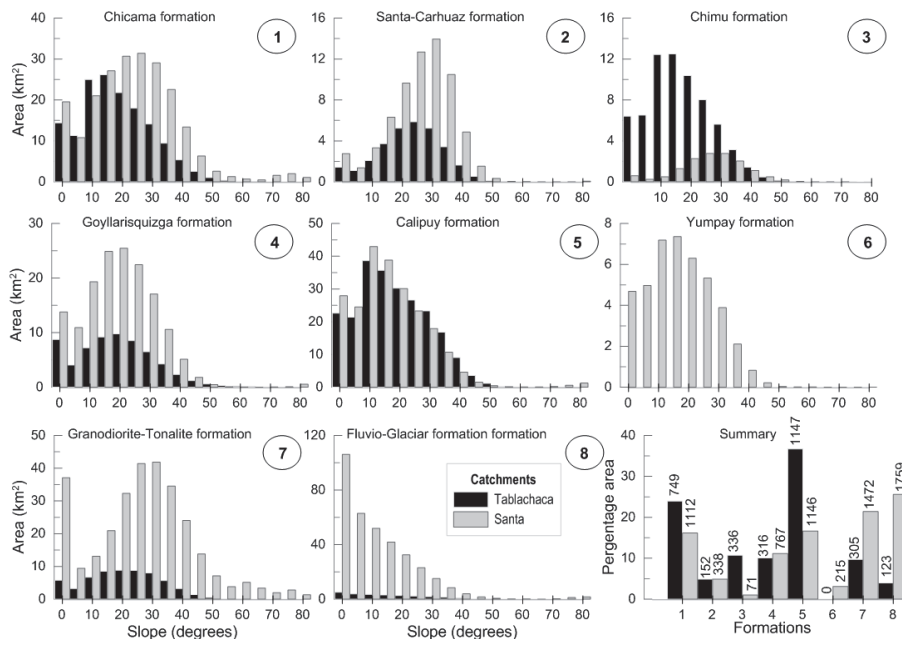 Chicama formation
Santa-Carhuaz formation
Chimu formation
40
30
20
10
0
Area (km²)
1
0 10 20 30 40 50 60 70 80
16
12
8
4
0
2
0 10 20 30 40 50 60 70 80
16
12
8
4
0
3
0 10 20 30 40 50 60 70 80
Goyllarisquizga formation
Calipuy formation
Yumpay formation
30
20
10
0
Area (km²)
4
0 10 20 30 40 50 60 70 80
50
40
30
20
10
0
5
0 10 20 30 40 50 60 70 80
8
6
4
2
0
6
0 10 20 30 40 50 60 70 80
Granodiorite-Tonalite formation
Fluvio-Glaciar formation formation
Summary
50
40
30
20
10
0
Area (km²)
7
0 10 20 30 40 50 60 70 80
Slope (degrees)
120
80
40
0
8
Catchments
Tablachaca
Santa
0 10 20 30 40 50 60 70 80
Slope (degrees)
40
30
20
10
0
Pergentage area
749
1112
152
338
336
71
316
767
1147
1146
0
215
305
1472
123
1759
1 2 3 4 5 6 7 8
Formations